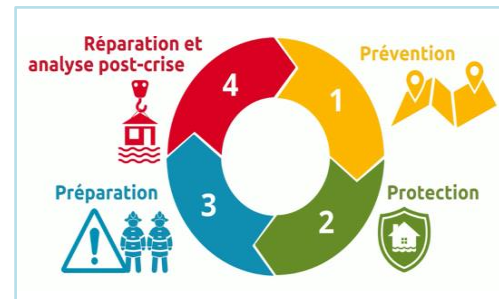 Réparation et
analyse post-crise
4
1
Prévention
Préparation
3
2
Protection